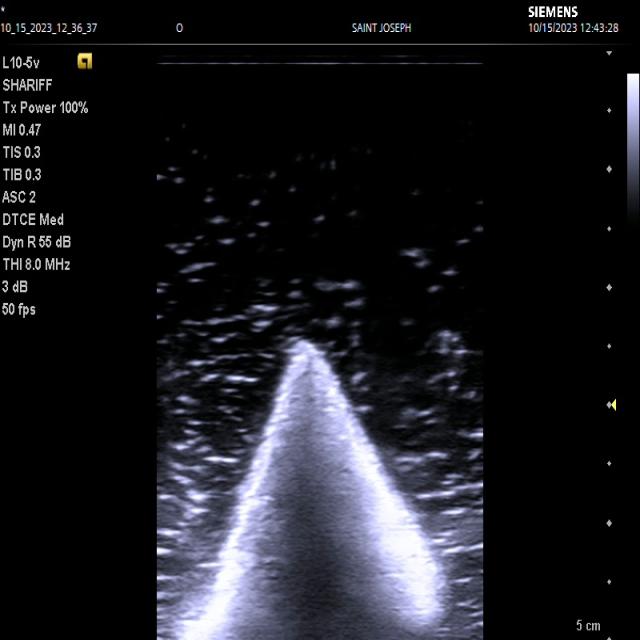 *
SIEMENS
10_15_2023_12_36_37 O SAINT JOSEPH 10/15/2023 12:43:28
L10-5v
SHARIFF
Tx Power 100%
MI 0.47
TIS 0.3
TIB 0.3
ASC 2
DTCE Med
Dyn R 55 dB
THI 8.0 MHz
3 dB
50 fps
5 cm